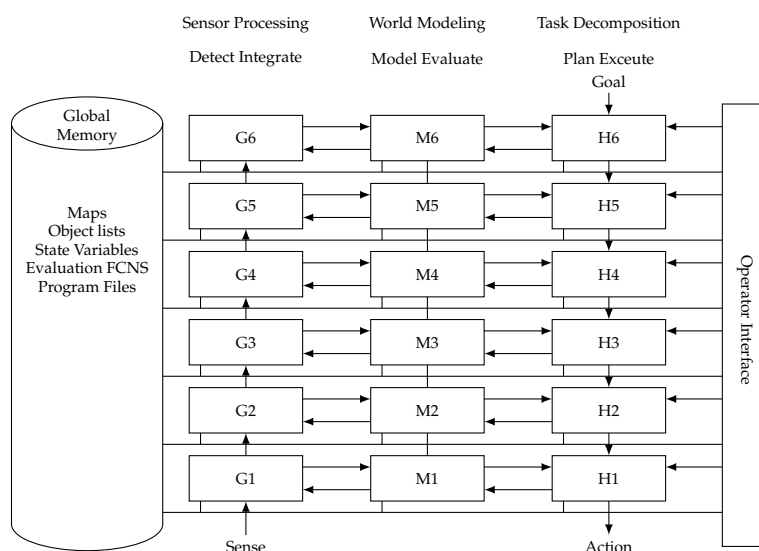 Sensor Processing
World Modeling
Task Decomposition
Detect Integrate
Model Evaluate
Plan Exceute
Goal
Global
Memory
Maps
Object lists
State Variables
Evaluation FCNS
Program Files
G6
M6
H6
G5
M5
H5
G4
M4
H4
G3
M3
H3
G2
M2
H2
G1
M1
H1
Sense
Action
Operator Interface